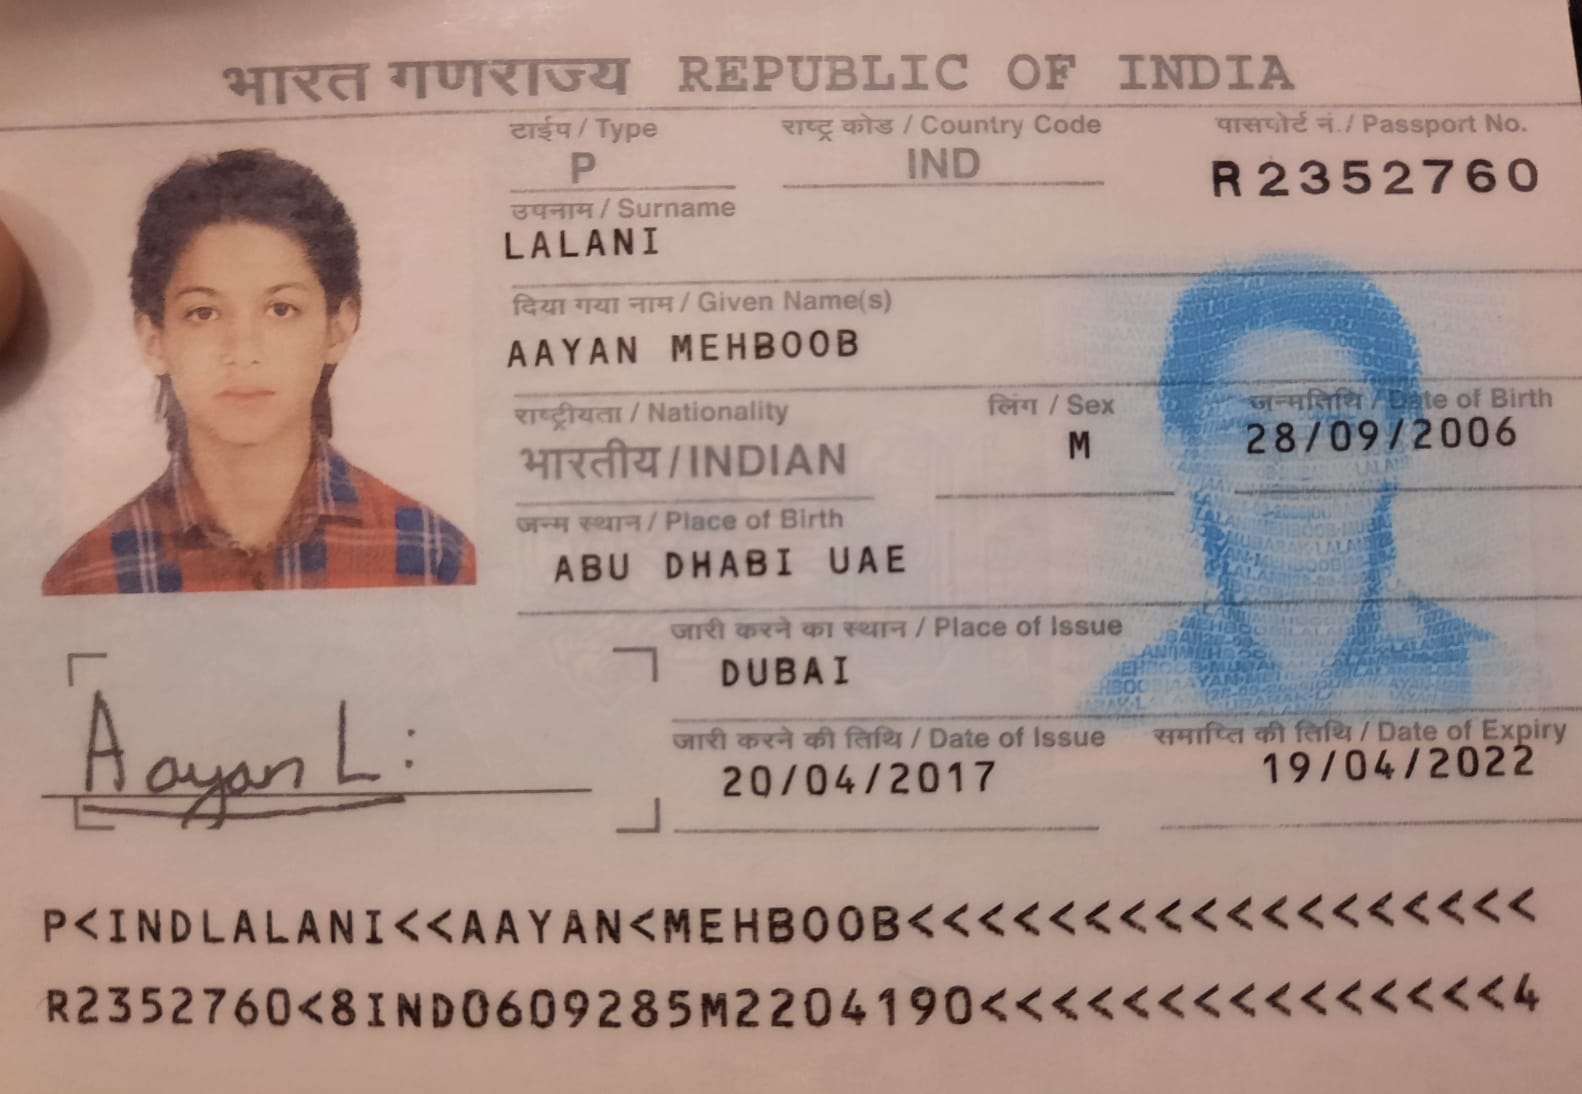 भारत गणराज्य REPUBLIC OF INDIA
टाईप / Type
राष्ट्र कोड / Country Code
पासपोर्ट नं. / Passport No.
P
IND
R2352760
उपनाम / Surname
LALANI
दिया गया नाम / Given Name(s)
AAYAN MEHBOOB
राष्ट्रीयता / Nationality
लिंग / Sex
जन्मतिथि / Date of Birth
भारतीय / INDIAN
M
28/09/2006
जन्म स्थान / Place of Birth
ABU DHABI UAE
जारी करने का स्थान / Place of Issue
DUBAI
जारी करने की तिथि / Date of Issue
समाप्ति की तिथि / Date of Expiry
20/04/2017
19/04/2022
Aayan L.
P<INDLALANI<<AAYAN<MEHBOOB<<<<<<<<<<<<<<<<<<
R2352760<8IND0609285M2204190<<<<<<<<<<<<<<<4